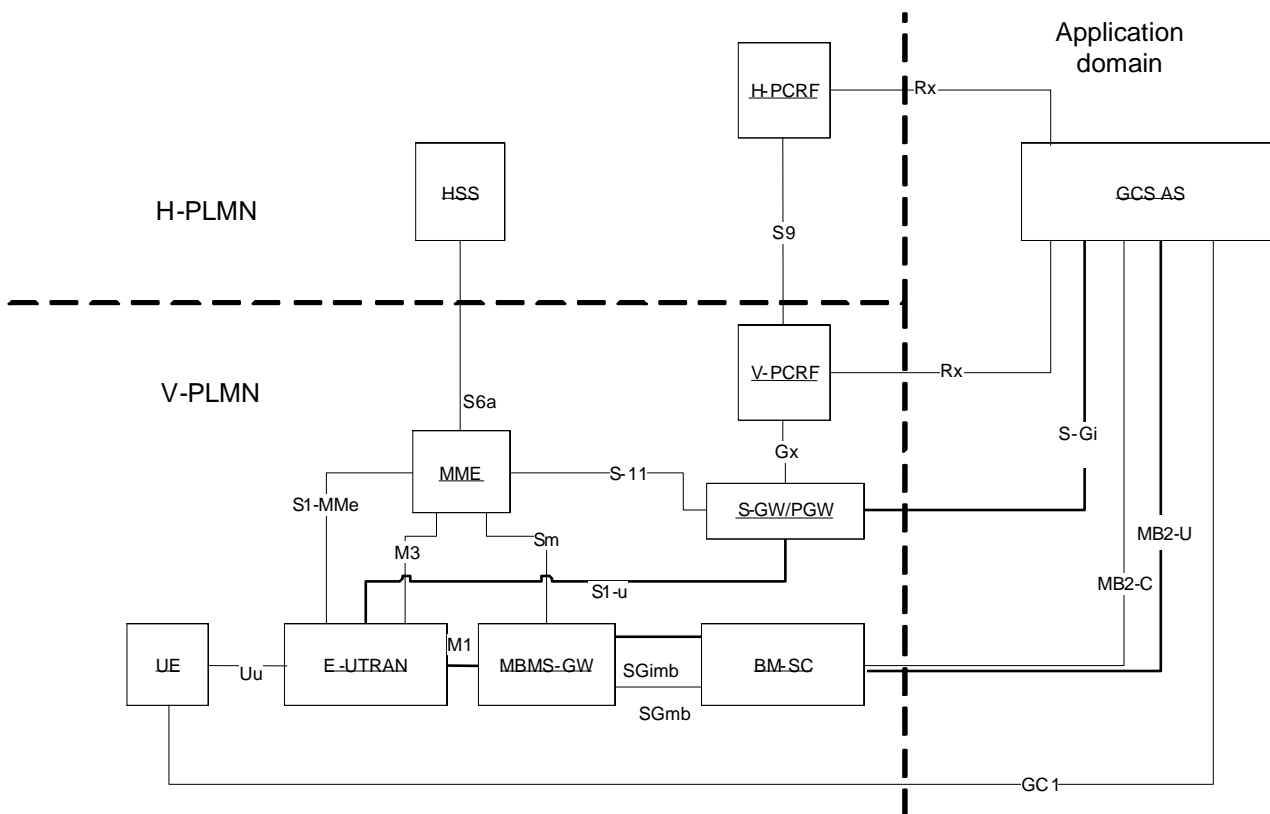 Application
domain
H-PCRF
Rx
HSS
GCS AS
H-PLMN
S9
V-PCRF
Rx
V-PLMN
S6a
S-Gi
Gx
MME
S-11
S1-MMe
S-GW/PGW
MB2-U
Sm
M3
MB2-C
S1-u
M1
UE
E-UTRAN
MBMS-GW
BM-SC
Uu
SGimb
SGmb
GC1